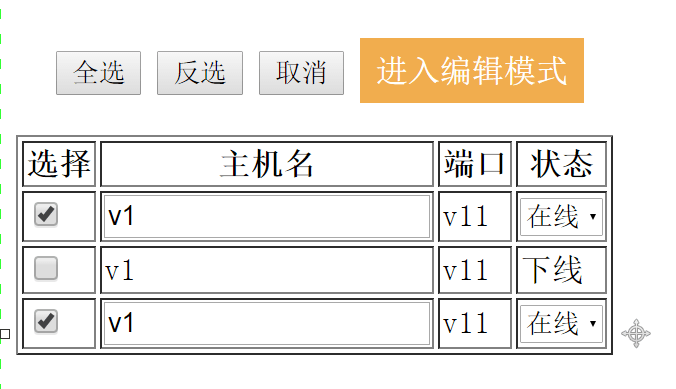 全选 反选 取消 进入编辑模式
选择 主机名 端口 状态
v1 v11 在线
v1 v11 下线
v1 v11 在线